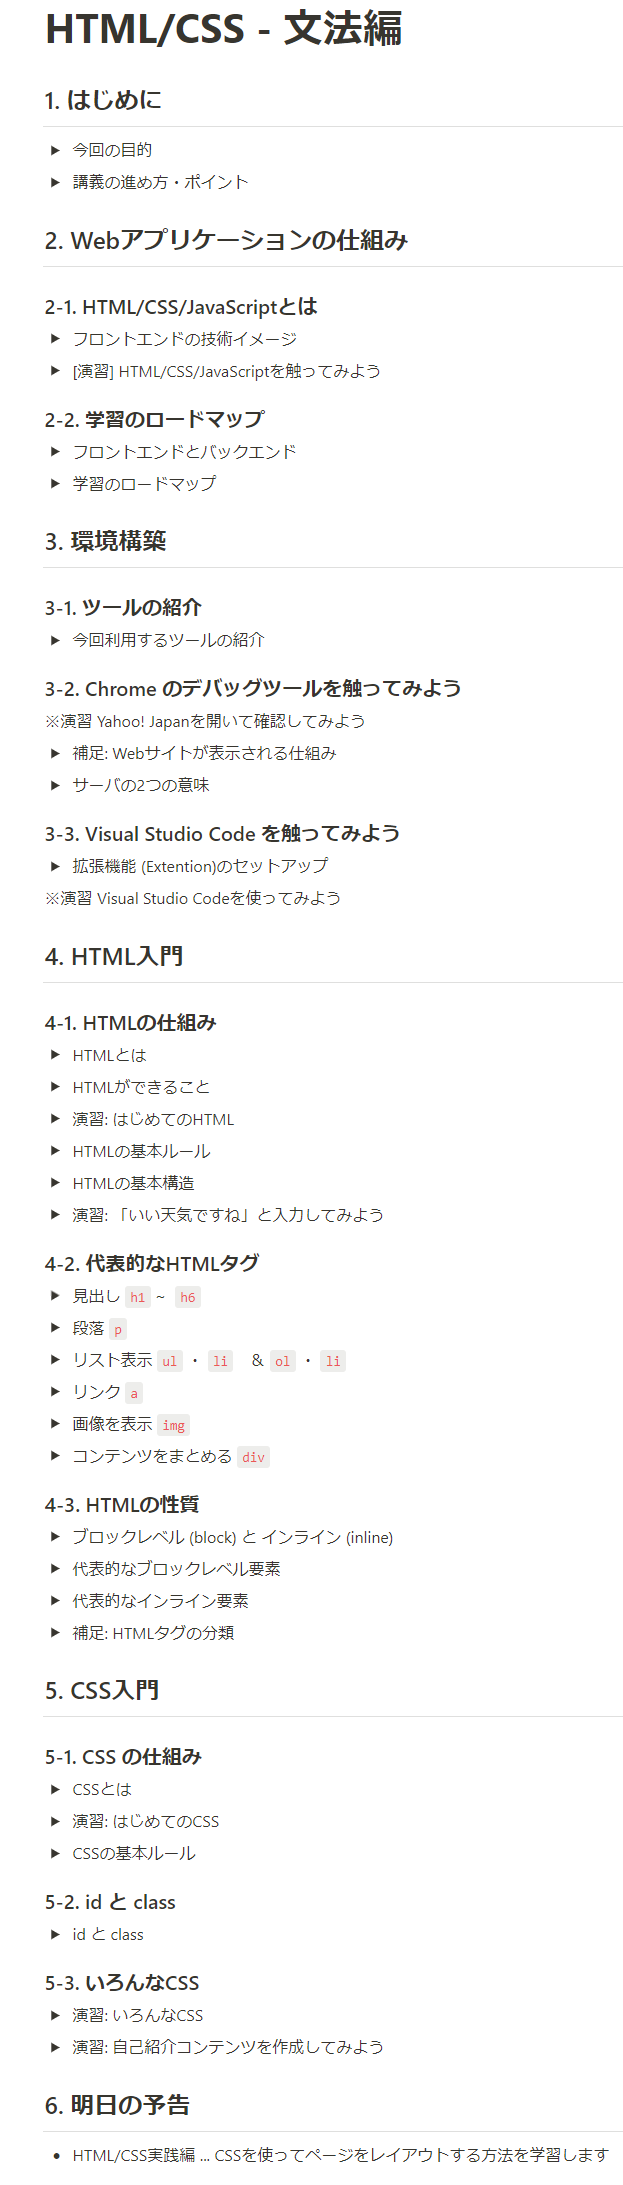 HTML/CSS - 文法編
1. はじめに
今回の目的
講義の進め方・ポイント
2. Webアプリケーションの仕組み
2-1. HTML/CSS/JavaScriptとは
フロントエンドの技術イメージ
[演習] HTML/CSS/JavaScriptを触ってみよう
2-2. 学習のロードマップ
フロントエンドとバックエンド
学習のロードマップ
3. 環境構築
3-1. ツールの紹介
今回利用するツールの紹介
3-2. Chrome のデバッグツールを触ってみよう
※演習 Yahoo! Japanを開いて確認してみよう
補足: Webサイトが表示される仕組み
サーバの2つの意味
3-3. Visual Studio Code を触ってみよう
拡張機能 (Extention)のセットアップ
※演習 Visual Studio Codeを使ってみよう
4. HTML入門
4-1. HTMLの仕組み
HTMLとは
HTMLができること
演習: はじめてのHTML
HTMLの基本ルール
HTMLの基本構造
演習: 「いい天気ですね」と入力してみよう
4-2. 代表的なHTMLタグ
見出し h1 ~ h6
段落 p
リスト表示 ul ・ li & ol ・ li
リンク a
画像を表示 img
コンテンツをまとめる div
4-3. HTMLの性質
ブロックレベル (block) と インライン (inline)
代表的なブロックレベル要素
代表的なインライン要素
補足: HTMLタグの分類
5. CSS入門
5-1. CSS の仕組み
CSSとは
演習: はじめてのCSS
CSSの基本ルール
5-2. id と class
id と class
5-3. いろんなCSS
演習: いろんなCSS
演習: 自己紹介コンテンツを作成してみよう
6. 明日の予告
HTML/CSS実践編 ... CSSを使ってページをレイアウトする方法を学習します